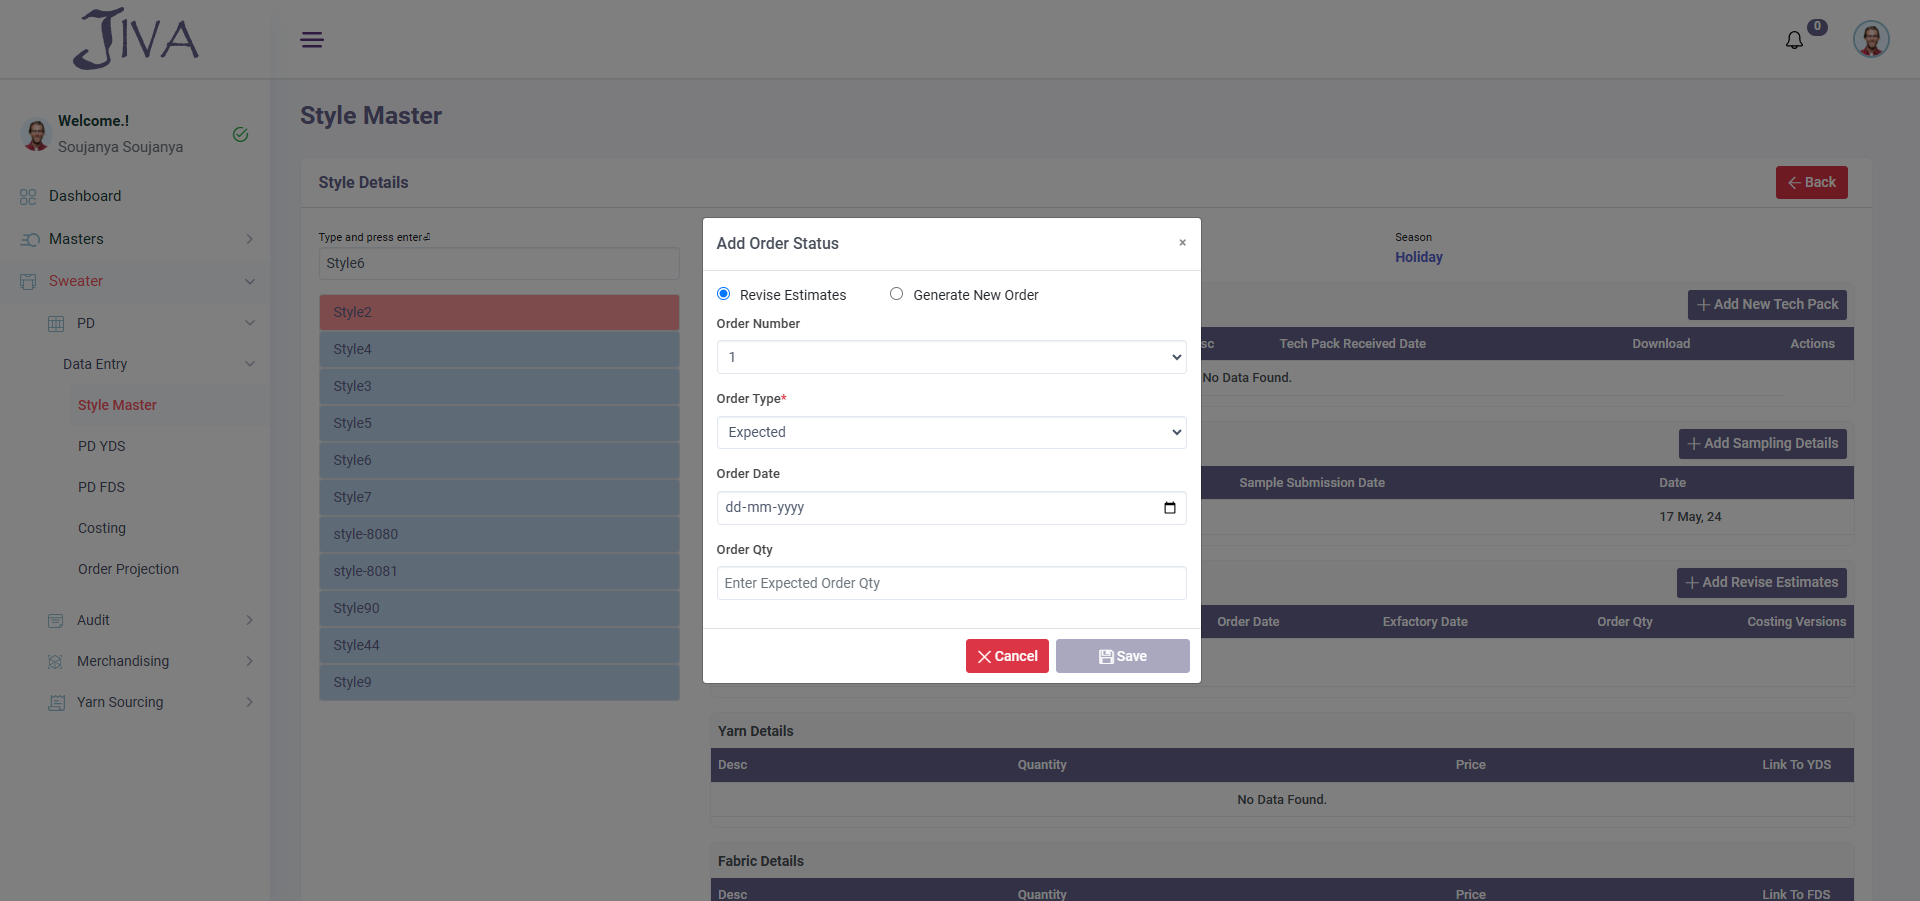 JIVA
0
Welcome.!
Soujanya Soujanya
Dashboard
Masters
Sweater
PD
Data Entry
Style Master
PD YDS
PD FDS
Costing
Order Projection
Audit
Merchandising
Yarn Sourcing
Style Master
Style Details
Back
Type and press enter⏎
Style6
Style2
Style4
Style3
Style5
Style6
Style7
style-8080
style-8081
Style90
Style44
Style9
Season
Holiday
Add New Tech Pack
sc Tech Pack Received Date Download Actions
No Data Found.
Add Sampling Details
Sample Submission Date Date
17 May, 24
Add Revise Estimates
Order Date Exfactory Date Order Qty Costing Versions
Yarn Details
Desc Quantity Price Link To YDS
No Data Found.
Fabric Details
Desc Quantity Price Link To FDS
Add Order Status ×
Revise Estimates Generate New Order
Order Number
1
Order Type*
Expected
Order Date
dd-mm-yyyy
Order Qty
Enter Expected Order Qty
Cancel Save